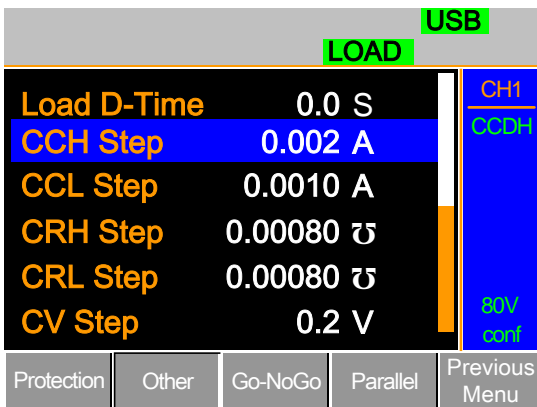 USB
LOAD
Load D-Time 0.0 S
CCH Step 0.002 A
CCL Step 0.0010 A
CRH Step 0.00080 ℧
CRL Step 0.00080 ℧
CV Step 0.2 V
CH1
CCDH
80V
conf
Protection Other Go-NoGo Parallel Previous
Menu